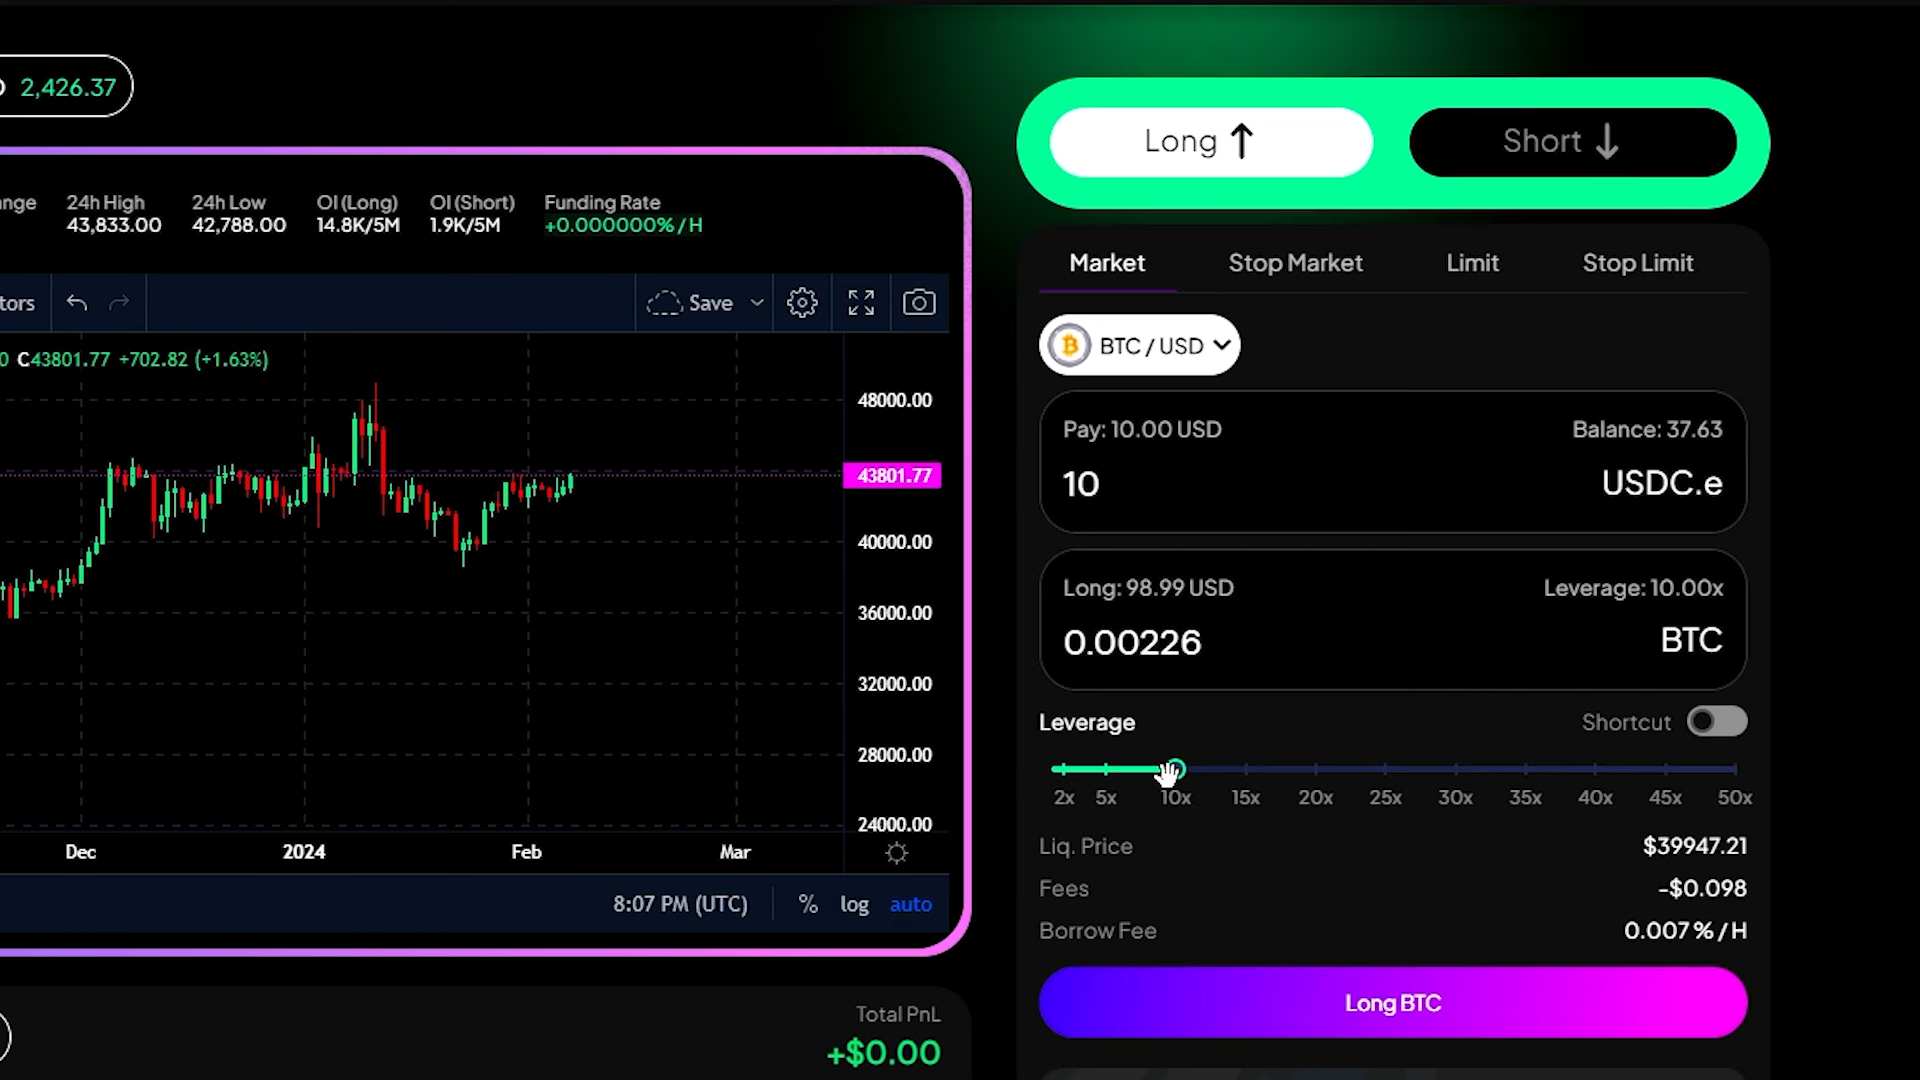 2,426.37
Long ↑
Short ↓
24h High
24h Low
OI (Long)
OI (Short)
Funding Rate
43,833.00
42,788.00
14.8K/5M
1.9K/5M
+0.000000% / H
Market
Stop Market
Limit
Stop Limit
Save
BTC / USD
C43801.77 +702.82 (+1.63%)
48000.00
43801.77
40000.00
36000.00
32000.00
28000.00
24000.00
Pay: 10.00 USD
Balance: 37.63
10
USDC.e
Long: 98.99 USD
Leverage: 10.00x
0.00226
BTC
Leverage
Shortcut
2x 5x 10x 15x 20x 25x 30x 35x 40x 45x 50x
Dec
2024
Feb
Mar
Liq. Price
$39947.21
Fees
-$0.098
Borrow Fee
0.007 % / H
8:07 PM (UTC)
%
log
auto
Long BTC
Total PnL
+$0.00